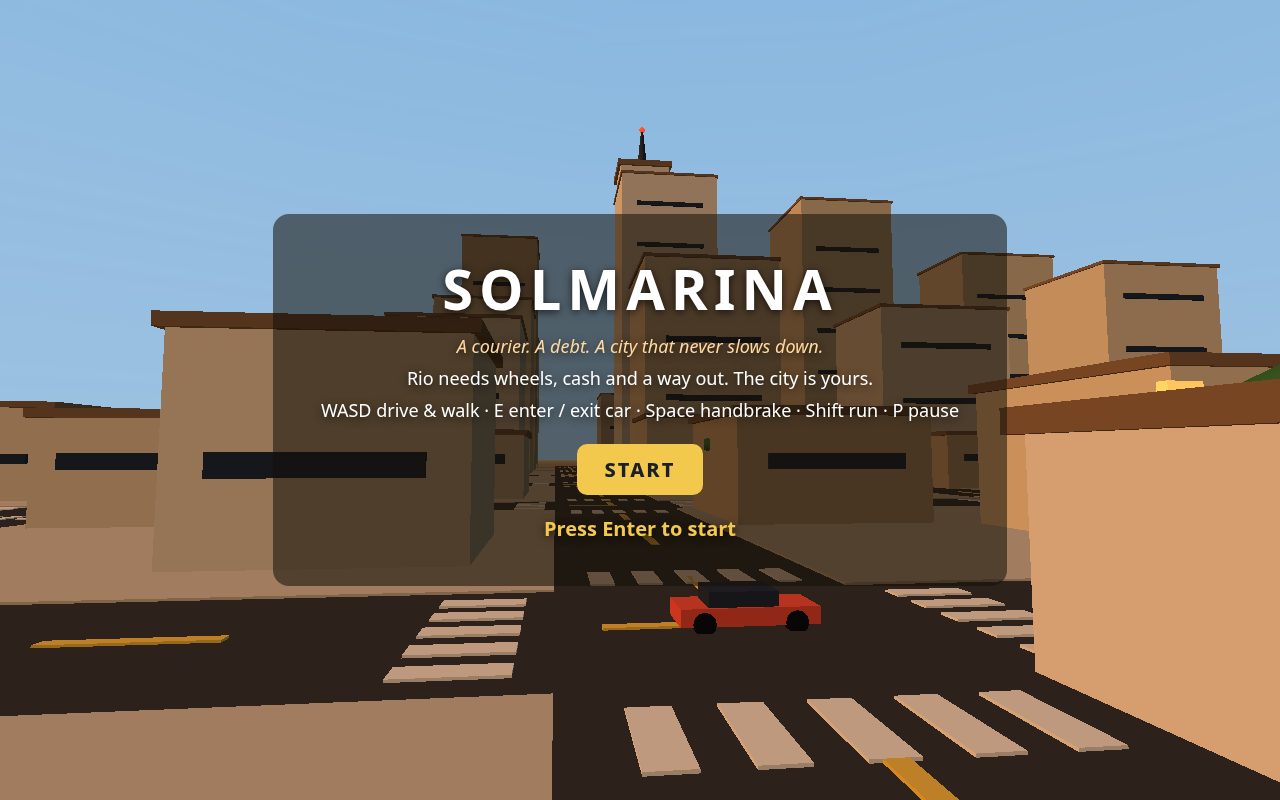 SOLMARINA
A courier. A debt. A city that never slows down.
Rio needs wheels, cash and a way out. The city is yours.
WASD drive & walk · E enter / exit car · Space handbrake · Shift run · P pause
START
Press Enter to start